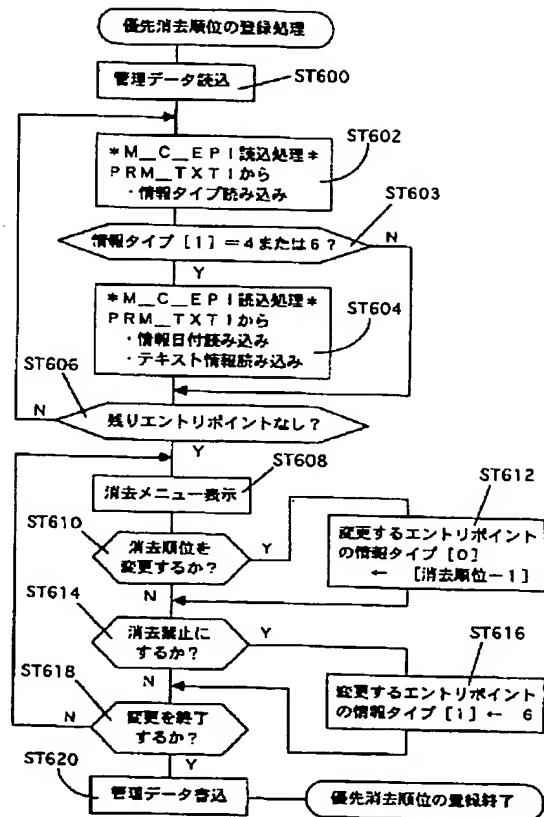 優先消去順位の登録処理
管理データ読込
ST600
＊M＿C＿EPI読込処理＊
PRM＿TXTIから
・情報タイプ読み込み
ST602
ST603
情報タイプ［1］＝4または6？
N
Y
＊M＿C＿EPI読込処理＊
PRM＿TXTIから
・情報日付読み込み
・テキスト情報読み込み
ST604
ST606
N
残りエントリポイントなし？
Y
ST608
消去メニュー表示
ST610
消去順位を
変更するか？
Y
N
ST612
変更するエントリポイント
の情報タイプ［0］
← ［消去順位－1］
ST614
消去禁止に
するか？
Y
N
ST616
変更するエントリポイント
の情報タイプ［1］← 6
ST618
N
変更を終了
するか？
Y
ST620
管理データ書込
優先消去順位の登録終了